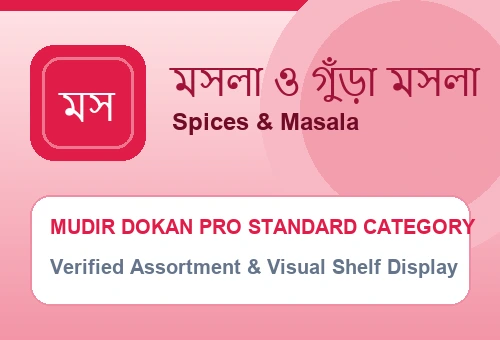 মস
মসলা ও গুঁড়া মসলা
Spices & Masala
MUDIR DOKAN PRO STANDARD CATEGORY
Verified Assortment & Visual Shelf Display